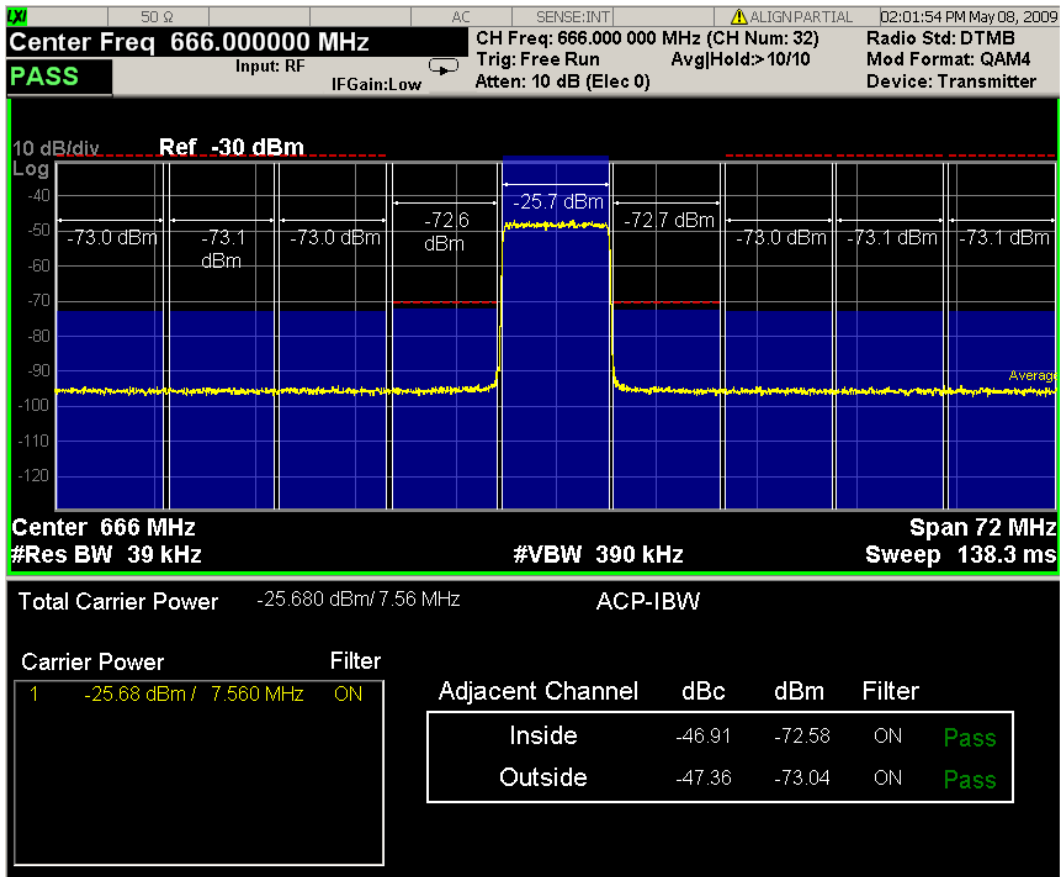 LXI 50 Ω AC SENSE:INT ALIGN PARTIAL 02:01:54 PM May 08, 2009
Center Freq 666.000000 MHz
CH Freq: 666.000 000 MHz (CH Num: 32)
Radio Std: DTMB
Input: RF
Trig: Free Run
Avg|Hold:>10/10
Mod Format: QAM4
PASS
IFGain:Low
Atten: 10 dB (Elec 0)
Device: Transmitter
10 dB/div
Ref -30 dBm
Log
-40
-50
-60
-70
-80
-90
-100
-110
-120
-73.0 dBm
-73.1
dBm
-73.0 dBm
-72.6
dBm
-25.7 dBm
-72.7 dBm
-73.0 dBm
-73.1 dBm
-73.1 dBm
Average
Center 666 MHz
Span 72 MHz
#Res BW 39 kHz
#VBW 390 kHz
Sweep 138.3 ms
Total Carrier Power -25.680 dBm/ 7.56 MHz
ACP-IBW
Carrier Power Filter
1 -25.68 dBm / 7.560 MHz ON
Adjacent Channel dBc dBm Filter
Inside -46.91 -72.58 ON Pass
Outside -47.36 -73.04 ON Pass